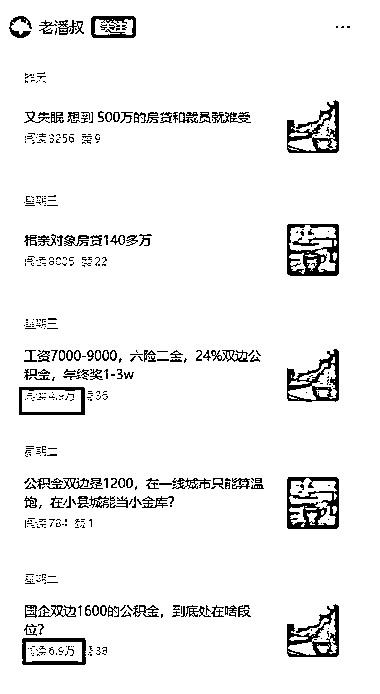 老潘叔 关注
昨天
又失眠 想到 500万的房贷和裁员就难受
阅读 8256 赞 9
星期三
相亲对象房贷140多万
赞 22
星期三
工资7000-9000，六险二金，24%双边公
积金，年终奖1-3w
阅读 4.9万 赞 36
星期二
公积金双边是1200，在一线城市只能算温
饱，在小县城能当小金库？
阅读 784 赞 1
星期二
国企双边1600的公积金，到底处在啥段
位？
阅读 6.9万 赞 38